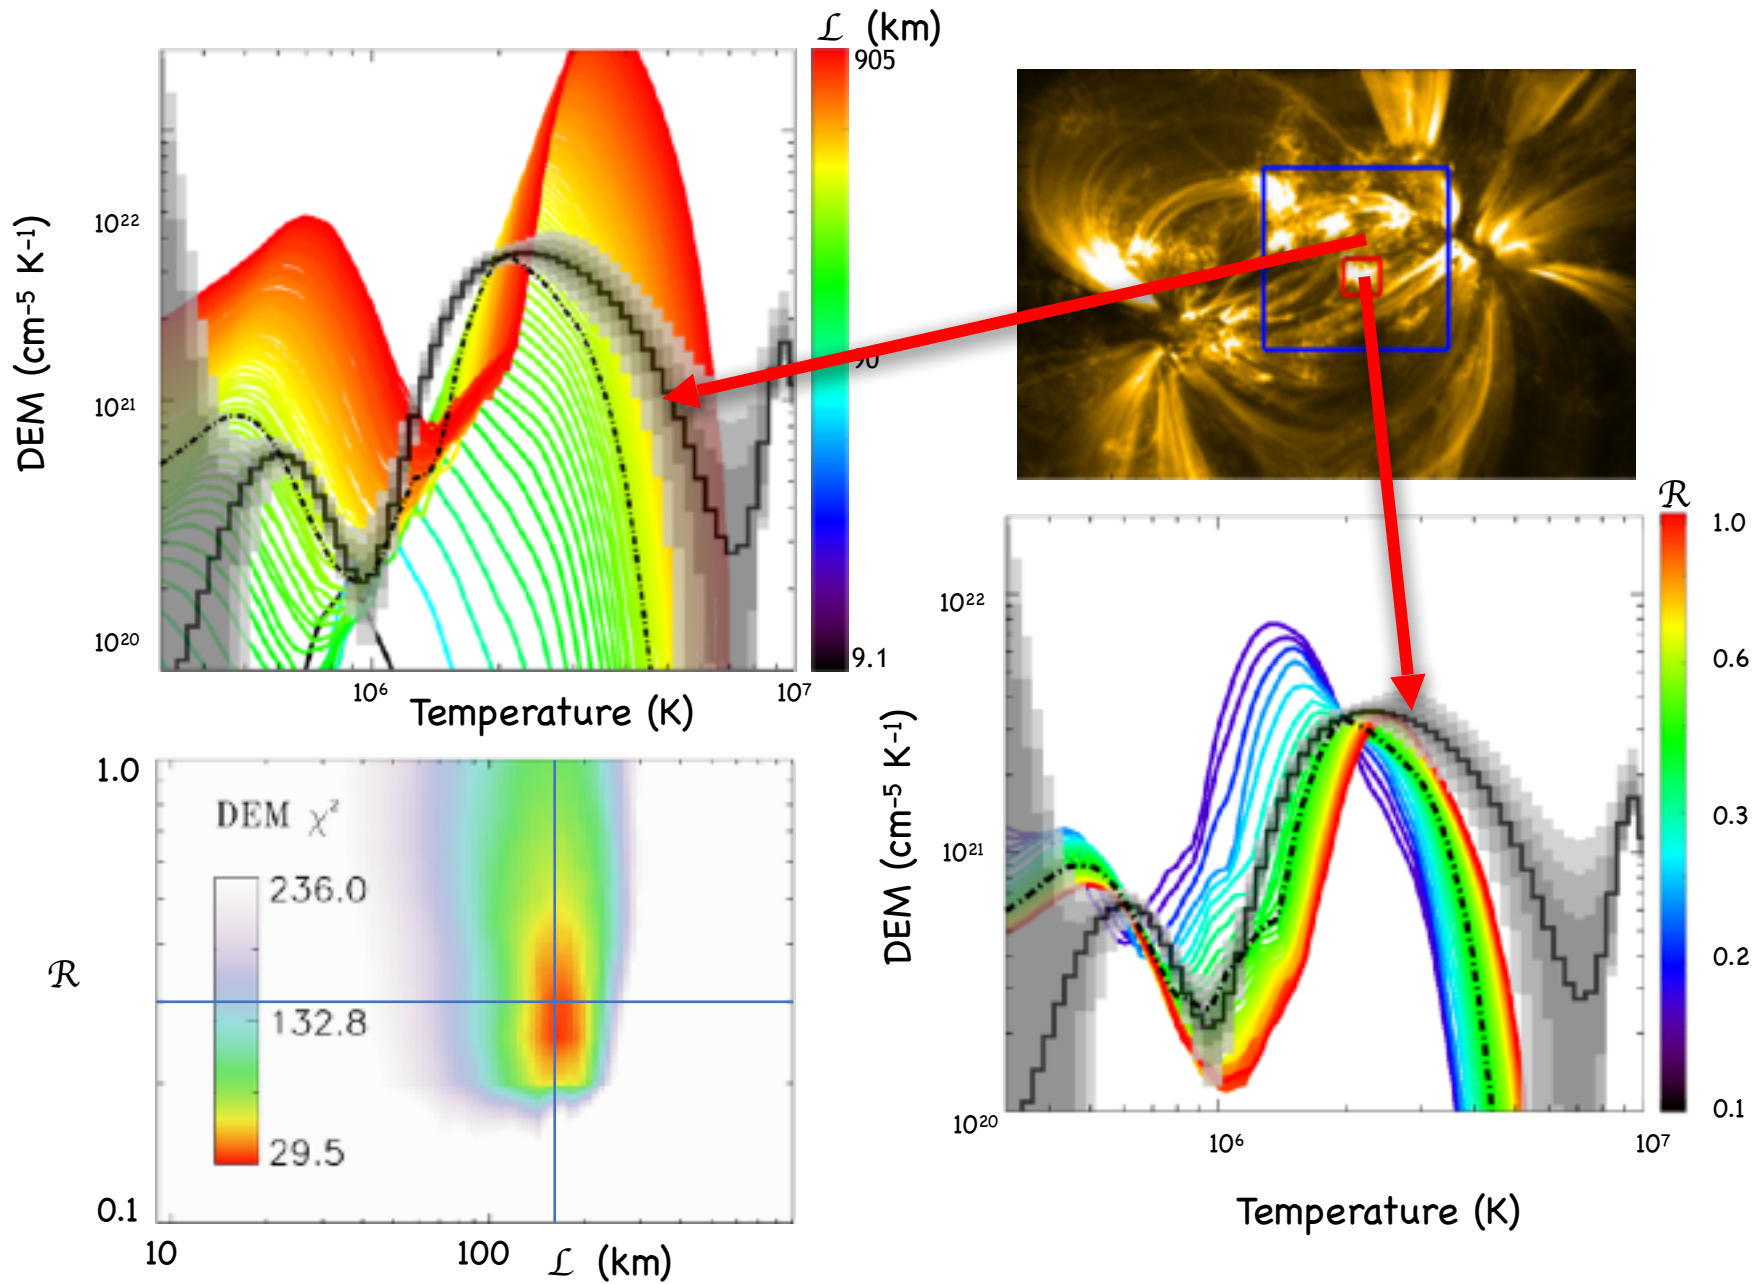 ℒ (km)
905
90
9.1
DEM (cm⁻⁵ K⁻¹)
10²²
10²¹
10²⁰
10⁶
10⁷
Temperature (K)
ℛ
1.0
0.6
0.3
0.2
0.1
DEM (cm⁻⁵ K⁻¹)
10²²
10²¹
10²⁰
10⁶
10⁷
Temperature (K)
1.0
ℛ
0.1
DEM χ²
236.0
132.8
29.5
10
100
ℒ (km)